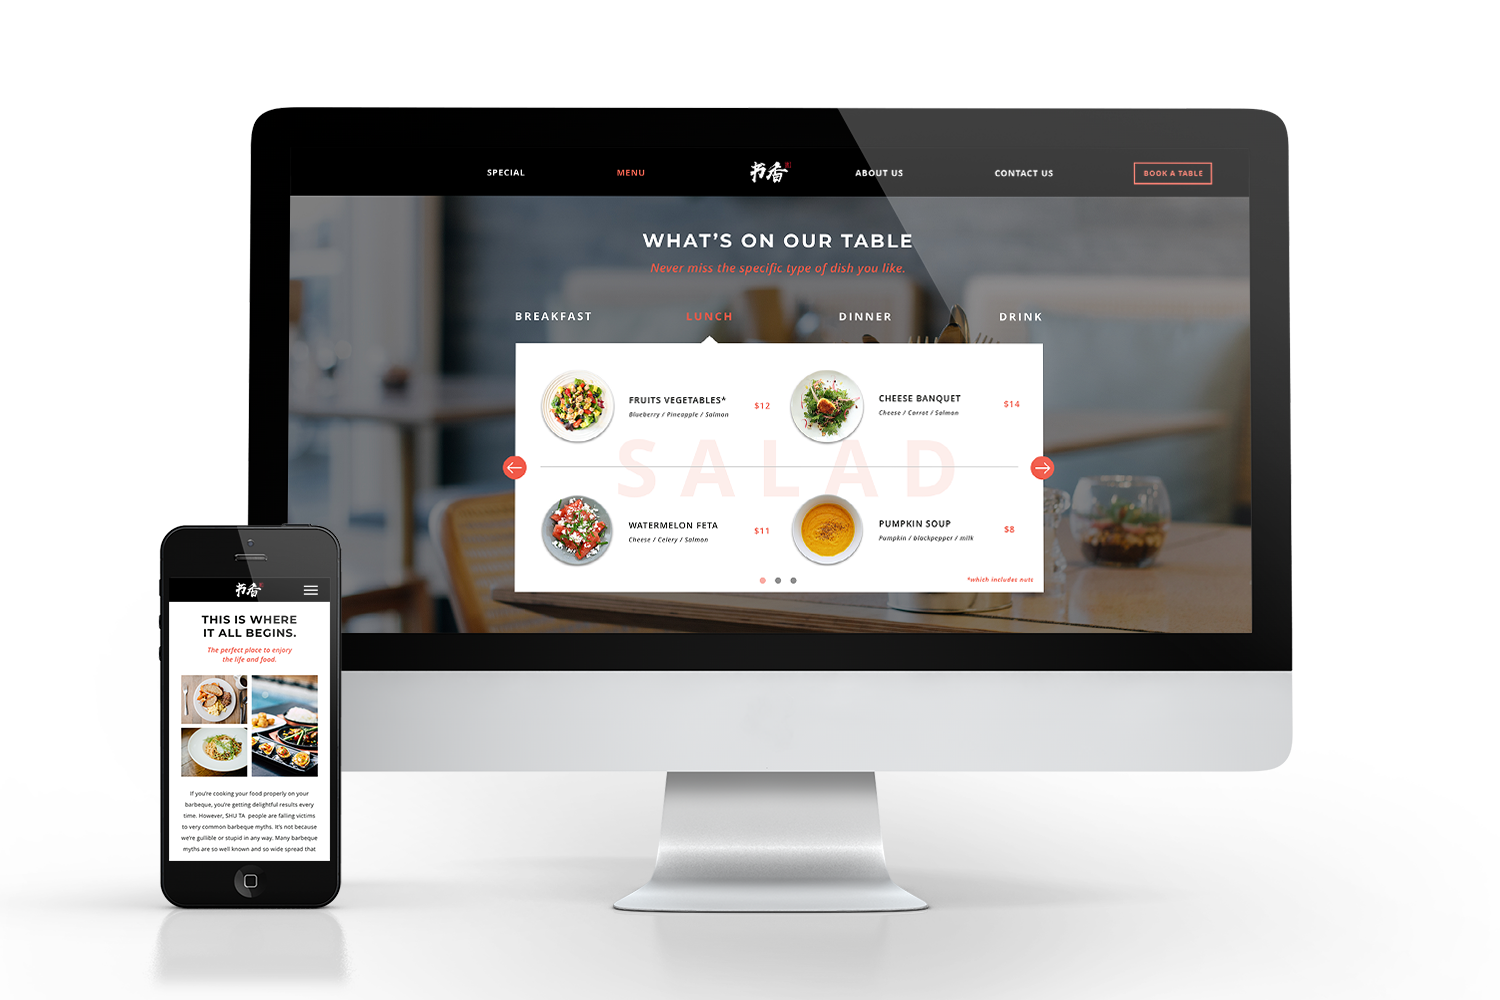 SPECIAL
MENU
书香
ABOUT US
CONTACT US
BOOK A TABLE
WHAT'S ON OUR TABLE
Never miss the specific type of dish you like.
BREAKFAST
LUNCH
DINNER
DRINK
SALAD
FRUITS VEGETABLES*
Blueberry / Pineapple / Salmon
$12
CHEESE BANQUET
Cheese / Carrot / Salmon
$14
WATERMELON FETA
Cheese / Celery / Salmon
$11
PUMPKIN SOUP
Pumpkin / blackpepper / milk
$8
*which includes nuts
书香
THIS IS WHERE
IT ALL BEGINS.
The perfect place to enjoy
the life and food.
If you're cooking your food properly on your
barbeque, you're getting delightful results every
time. However, SHU TA people are falling victims
to very common barbeque myths. It's not because
we're gullible or stupid in any way. Many barbeque
myths are so well known and so wide spread that